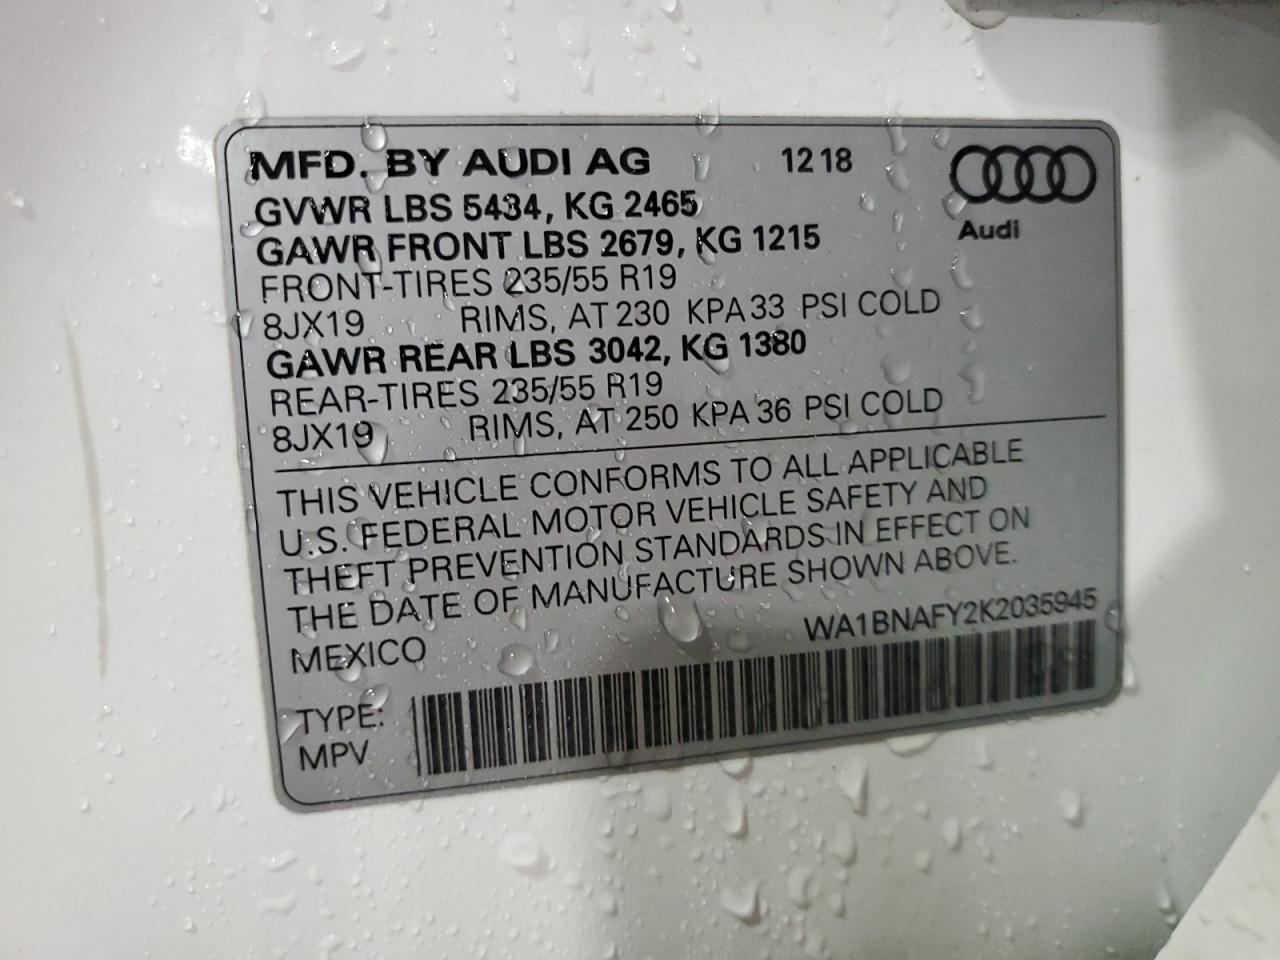 MFD. BY AUDI AG 12 18
Audi
GVWR LBS 5434, KG 2465
GAWR FRONT LBS 2679, KG 1215
FRONT-TIRES 235/55 R19
8JX19 RIMS, AT 230 KPA 33 PSI COLD
GAWR REAR LBS 3042, KG 1380
REAR-TIRES 235/55 R19
8JX19 RIMS, AT 250 KPA 36 PSI COLD
THIS VEHICLE CONFORMS TO ALL APPLICABLE
U.S. FEDERAL MOTOR VEHICLE SAFETY AND
THEFT PREVENTION STANDARDS IN EFFECT ON
THE DATE OF MANUFACTURE SHOWN ABOVE.
MEXICO WA1BNAFY2K2035945
TYPE:
MPV